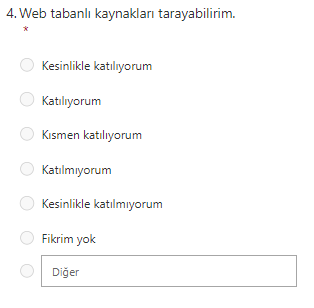 4. Web tabanlı kaynakları tarayabilirim.
*
Kesinlikle katılıyorum
Katılıyorum
Kısmen katılıyorum
Katılmıyorum
Kesinlikle katılmıyorum
Fikrim yok
Diğer